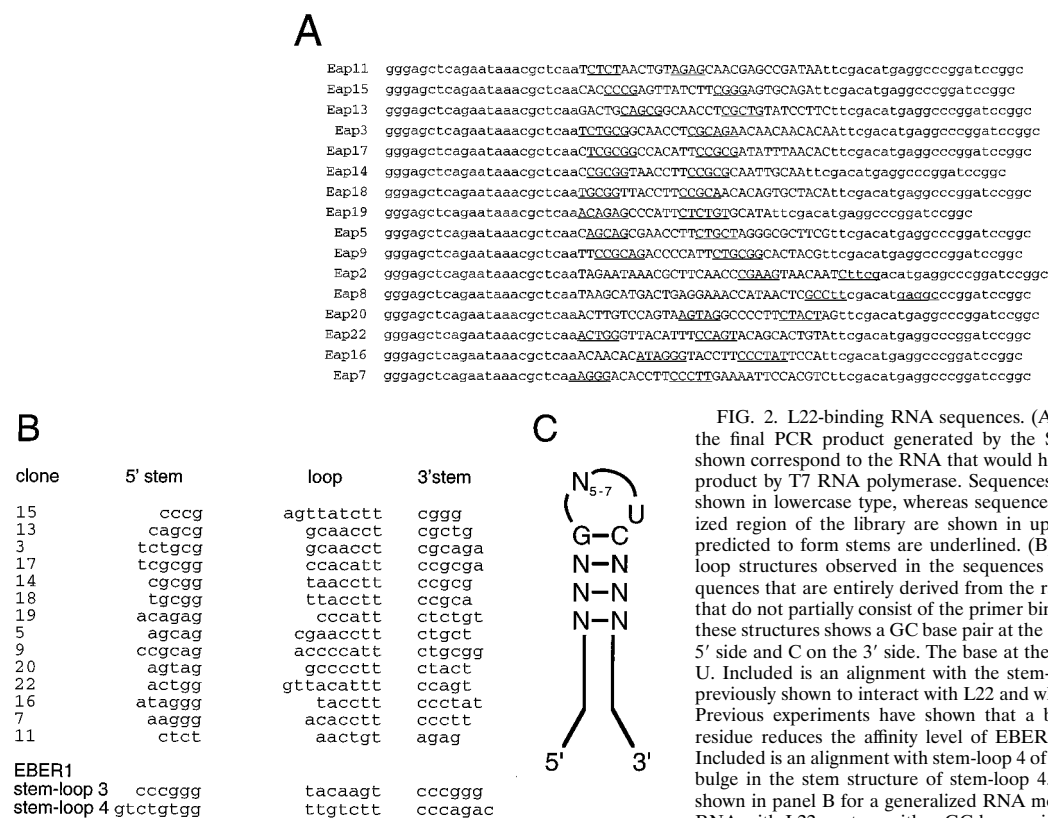 A
Eap11 gggagctcagaataaacgctcaaTCTCTAACTGTAGAGCAACGAGCCGATAAttcgacatgaggcccggatccggc
Eap15 gggagctcagaataaacgctcaaCACCCCGAGTTATCTTCGGGAGTGCAGATtcgacatgaggcccggatccggc
Eap13 gggagctcagaataaacgctcaaGACTGCAGCGGCAACCTCGCTGTATCCTTCttcgacatgaggcccggatccggc
Eap3 gggagctcagaataaacgctcaaTCTGCGGCAACCTCGCAGAACAACAACACAAttcgacatgaggcccggatccggc
Eap17 gggagctcagaataaacgctcaaCTCGCGGCCACATTCCGCGATATTTAACACttcgacatgaggcccggatccggc
Eap14 gggagctcagaataaacgctcaaCCGCGGTAACCTTCCGCGCAATTGCAAttcgacatgaggcccggatccggc
Eap18 gggagctcagaataaacgctcaaTGCGGTTACCTTCCGCAACACAGTGCTACAttcgacatgaggcccggatccggc
Eap19 gggagctcagaataaacgctcaaACAGAGCCCATTCTCTGTGCATAttcgacatgaggcccggatccggc
Eap5 gggagctcagaataaacgctcaaCAGCAGCGAACCTTCTGCTAGGGCGCTTCGttcgacatgaggcccggatccggc
Eap9 gggagctcagaataaacgctcaaTTCCGCAGACCCCATTCTGCGGCACTACGttcgacatgaggcccggatccggc
Eap2 gggagctcagaataaacgctcaaTAGAATAAACGCTTCAACCCGAAGTAACAATCttcgacatgaggcccggatccggc
Eap8 gggagctcagaataaacgctcaaTAAGCATGACTGAGGAAACCATAACTCGCCttcgacatgaggcccggatccggc
Eap20 gggagctcagaataaacgctcaaACTTGTCCAGTAAGTAGGCCCCTTCTACTAGttcgacatgaggcccggatccggc
Eap22 gggagctcagaataaacgctcaaACTGGGTTACATTTCCAGTACAGCACTGTAttcgacatgaggcccggatccggc
Eap16 gggagctcagaataaacgctcaaACAACACATAGGGTACCTTCCCTATTCCAttcgacatgaggcccggatccggc
Eap7 gggagctcagaataaacgctcaaAGGGACACCTTCCCTTGAAAATTCCACGTCttcgacatgaggcccggatccggc
B
clone 5' stem loop 3'stem
15 cccg agttatctt cggg
13 cagcg gcaacct cgctg
3 tctgcg gcaacct cgcaga
17 tcgcgg ccacatt ccgcga
14 cgcgg taacctt ccgcg
18 tgcgg ttacctt ccgca
19 acagag cccatt ctctgt
5 agcag cgaacctt ctgct
9 ccgcag accccatt ctgcgg
20 agtag gcccctt ctact
22 actgg gttacattt ccagt
16 ataggg tacctt ccctat
7 aaggg acacctt ccctt
11 ctct aactgt agag
EBER1
stem-loop 3 cccggg tacaagt cccggg
stem-loop 4 gtctgtgg ttgtctt cccagac
C
N5-7
U
G C
N N
N N
N N
5' 3'
FIG. 2. L22-binding RNA sequences. (A
the final PCR product generated by the S
shown correspond to the RNA that would h
product by T7 RNA polymerase. Sequences
shown in lowercase type, whereas sequence
ized region of the library are shown in up
predicted to form stems are underlined. (B
loop structures observed in the sequences
quences that are entirely derived from the r
that do not partially consist of the primer bin
these structures shows a GC base pair at the
5′ side and C on the 3′ side. The base at the
U. Included is an alignment with the stem-
previously shown to interact with L22 and w
Previous experiments have shown that a b
residue reduces the affinity level of EBER
Included is an alignment with stem-loop 4 of
bulge in the stem structure of stem-loop 4.
shown in panel B for a generalized RNA m